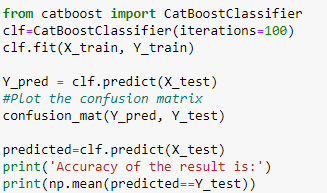 from catboost import CatBoostClassifier
clf=CatBoostClassifier(iterations=100)
clf.fit(X_train, Y_train)
Y_pred = clf.predict(X_test)
#Plot the confusion matrix
confusion_mat(Y_pred, Y_test)
predicted=clf.predict(X_test)
print('Accuracy of the result is:')
print(np.mean(predicted==Y_test))